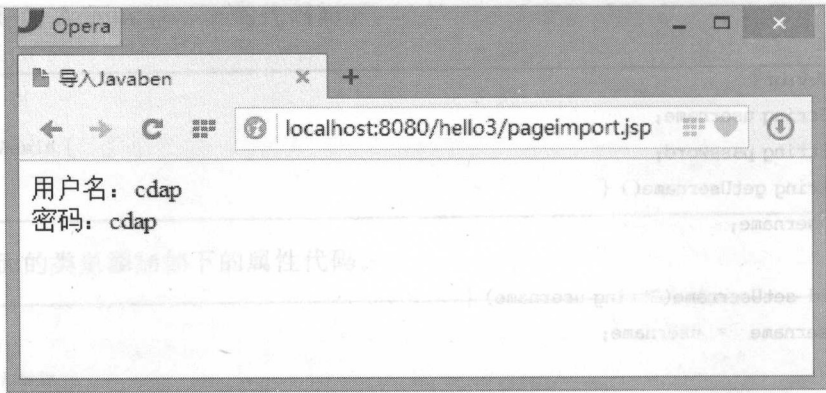 Opera
导入Javaben
localhost:8080/hello3/pageimport.jsp
用户名：cdap
密码：cdap